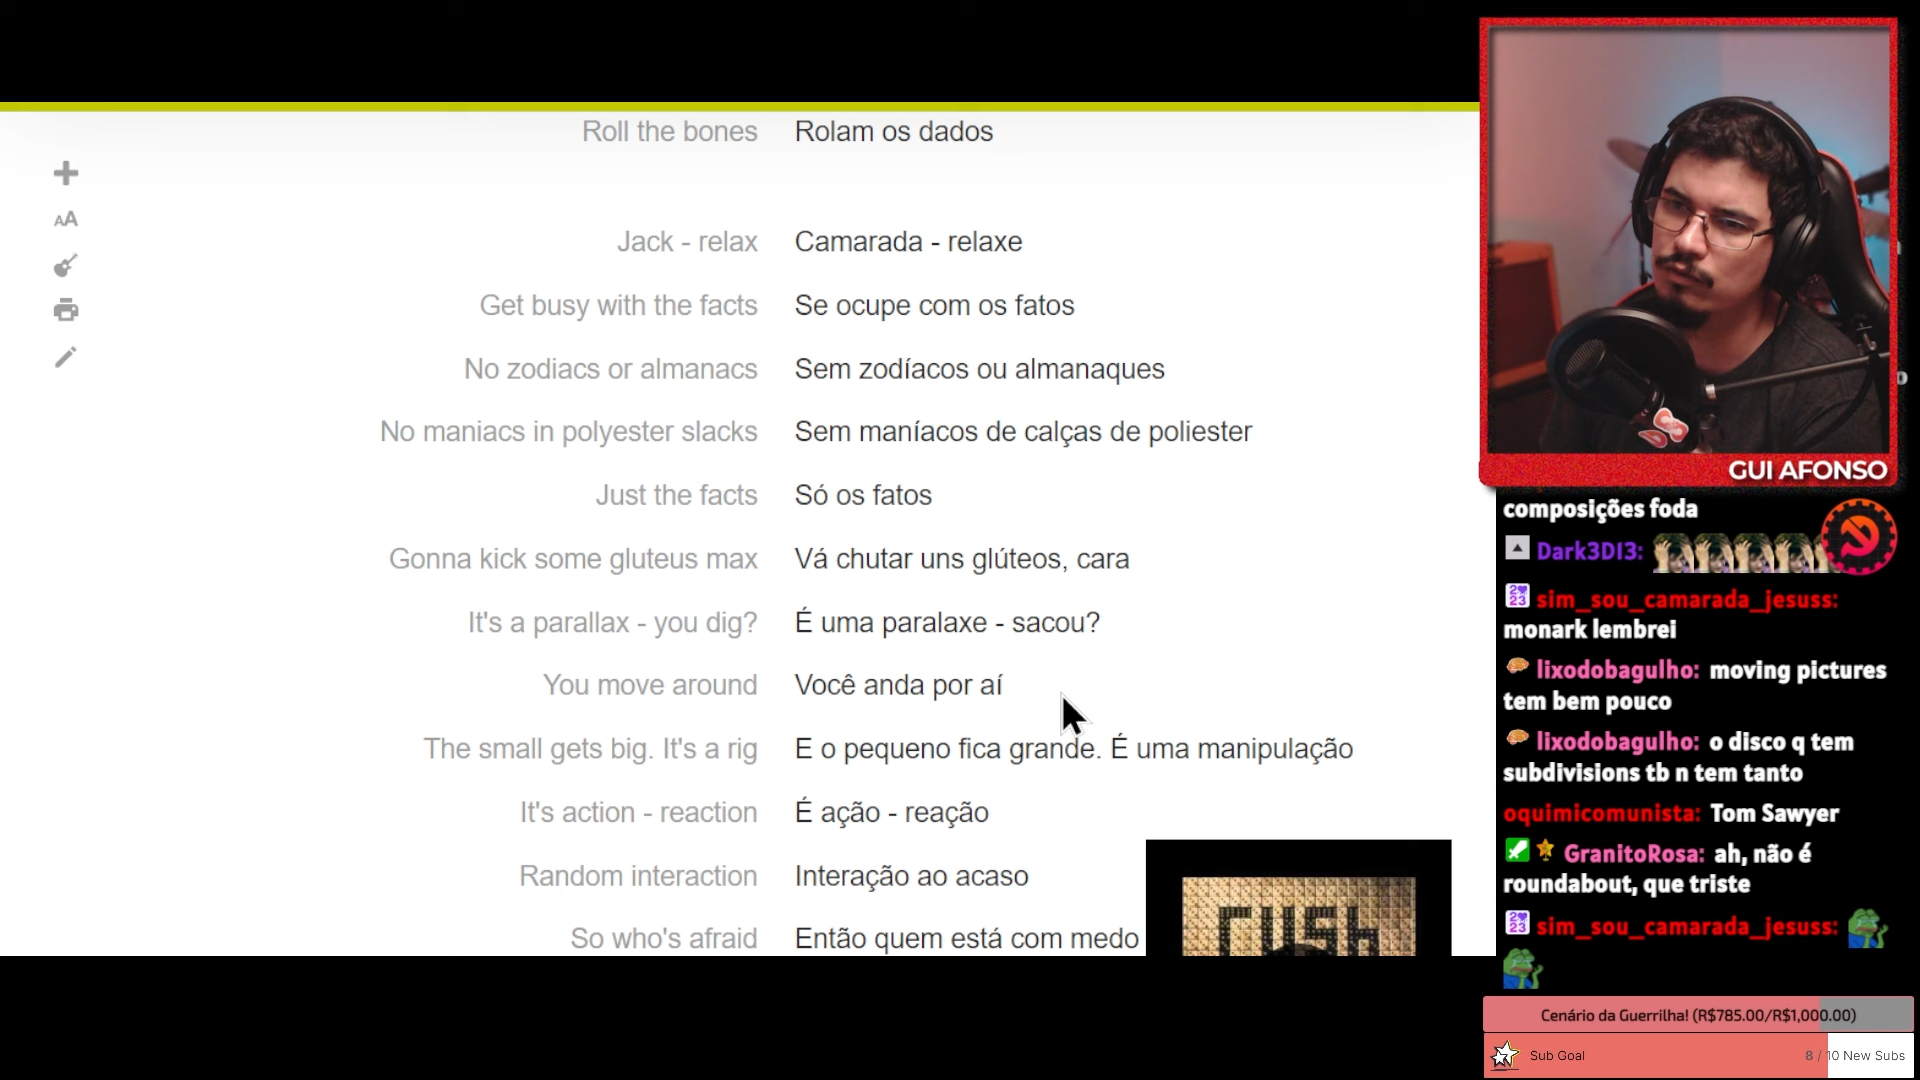 Roll the bones Rolam os dados
AA
Jack - relax Camarada - relaxe
Get busy with the facts Se ocupe com os fatos
No zodiacs or almanacs Sem zodíacos ou almanaques
No maniacs in polyester slacks Sem maníacos de calças de poliester
Just the facts Só os fatos
Gonna kick some gluteus max Vá chutar uns glúteos, cara
It's a parallax - you dig? É uma paralaxe - sacou?
You move around Você anda por aí
The small gets big. It's a rig E o pequeno fica grande. É uma manipulação
It's action - reaction É ação - reação
Random interaction Interação ao acaso
So who's afraid Então quem está com medo
rush
GUI AFONSO
composições foda
Dark3DI3:
sim_sou_camarada_jesuss:
monark lembrei
lixodobagulho: moving pictures
tem bem pouco
lixodobagulho: o disco q tem
subdivisions tb n tem tanto
oquimicomunista: Tom Sawyer
GranitoRosa: ah, não é
roundabout, que triste
sim_sou_camarada_jesuss:
Cenário da Guerrilha! (R$785.00/R$1,000.00)
Sub Goal 8 / 10 New Subs